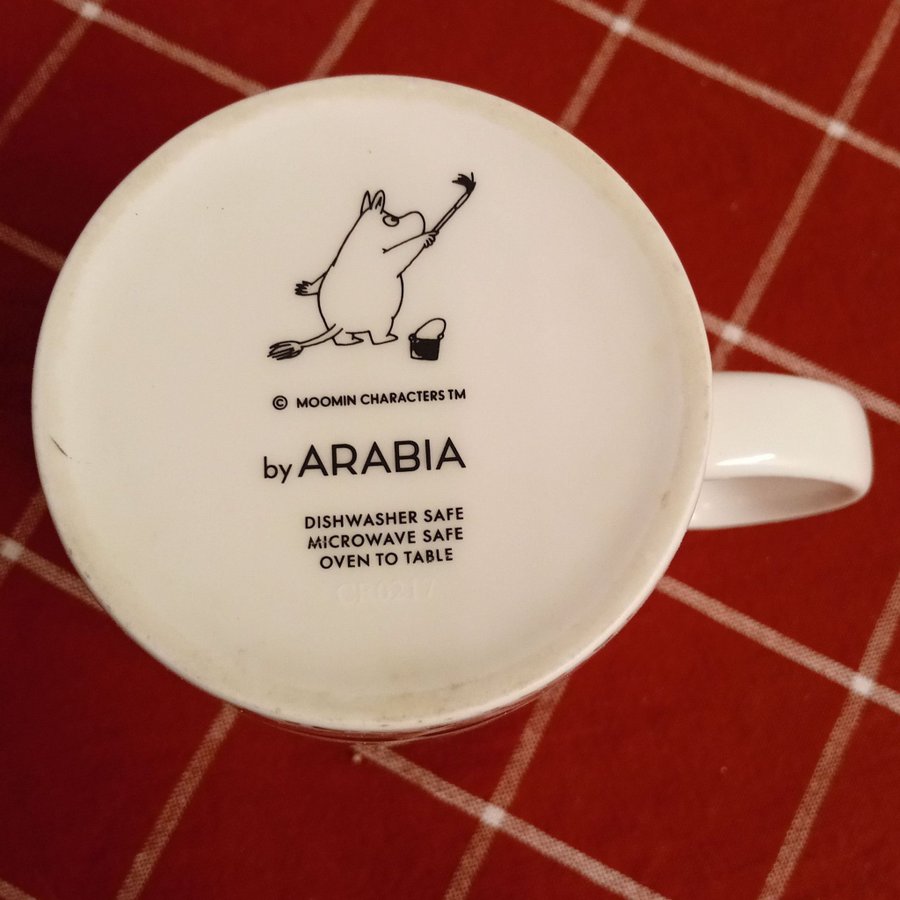 © MOOMIN CHARACTERS TM
by ARABIA
DISHWASHER SAFE
MICROWAVE SAFE
OVEN TO TABLE